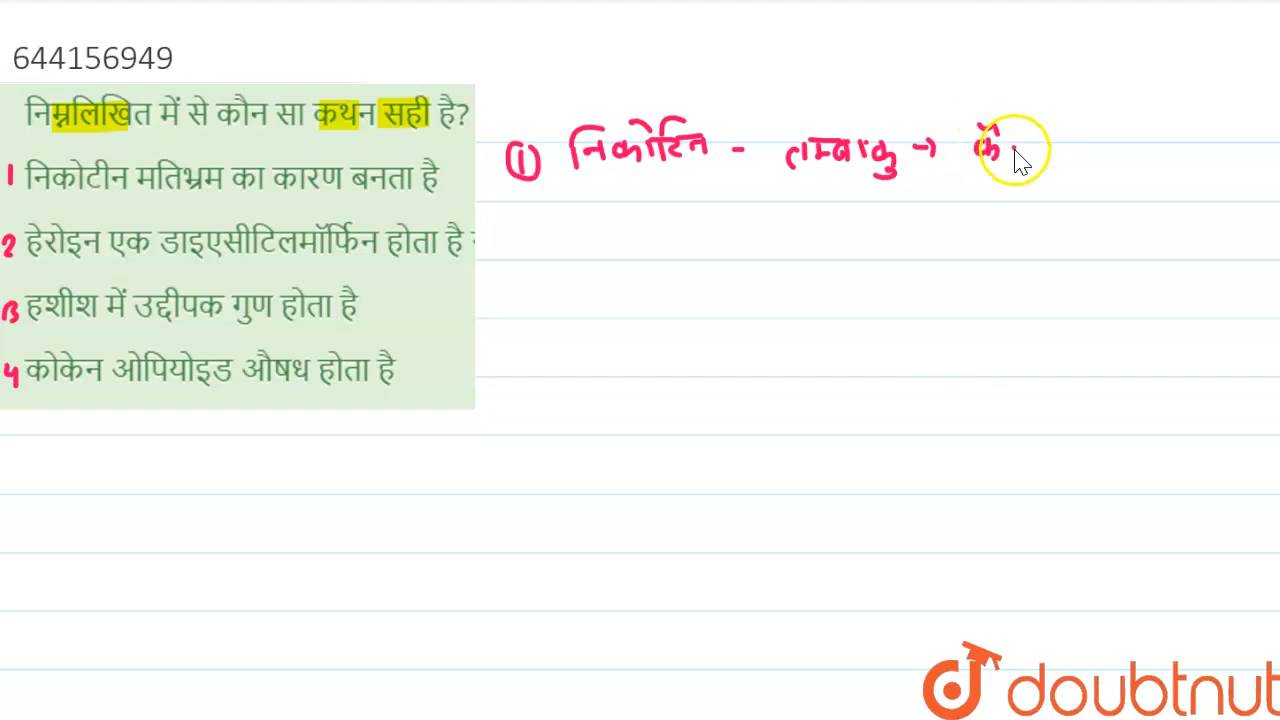 644156949
निम्नलिखित में से कौन सा कथन सही है?
1 निकोटीन मतिभ्रम का कारण बनता है
2 हेरोइन एक डाइएसीटिलमॉर्फिन होता है
3 हशीश में उद्दीपक गुण होता है
4 कोकेन ओपियोइड औषध होता है
① निकोटिन - तम्बाकु → कैं
doubtnut